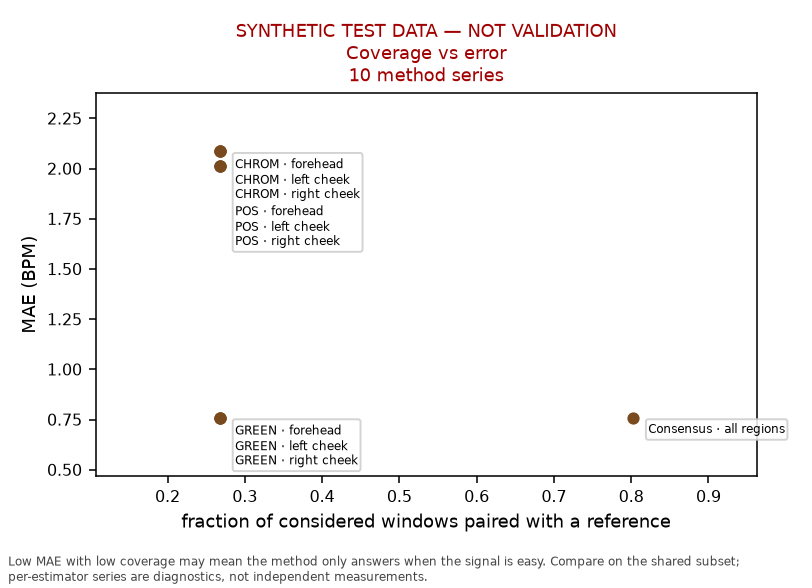 SYNTHETIC TEST DATA — NOT VALIDATION
Coverage vs error
10 method series
2.25
2.00
1.75
1.50
1.25
1.00
0.75
0.50
MAE (BPM)
CHROM · forehead
CHROM · left cheek
CHROM · right cheek
POS · forehead
POS · left cheek
POS · right cheek
GREEN · forehead
GREEN · left cheek
GREEN · right cheek
Consensus · all regions
0.2 0.3 0.4 0.5 0.6 0.7 0.8 0.9
fraction of considered windows paired with a reference
Low MAE with low coverage may mean the method only answers when the signal is easy. Compare on the shared subset;
per-estimator series are diagnostics, not independent measurements.